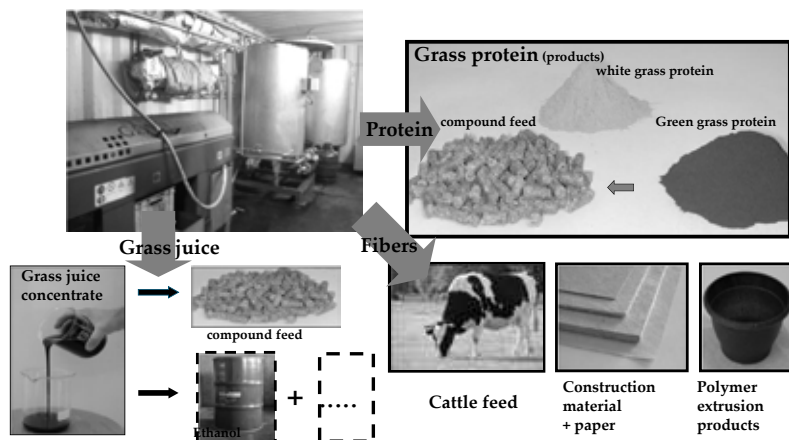 Grass protein (products)
white grass protein
Protein
compound feed
Green grass protein
Grass juice
Fibers
Grass juice
concentrate
compound feed
+
.....
Ethanol
Cattle feed
Construction
material
+ paper
Polymer
extrusion
products